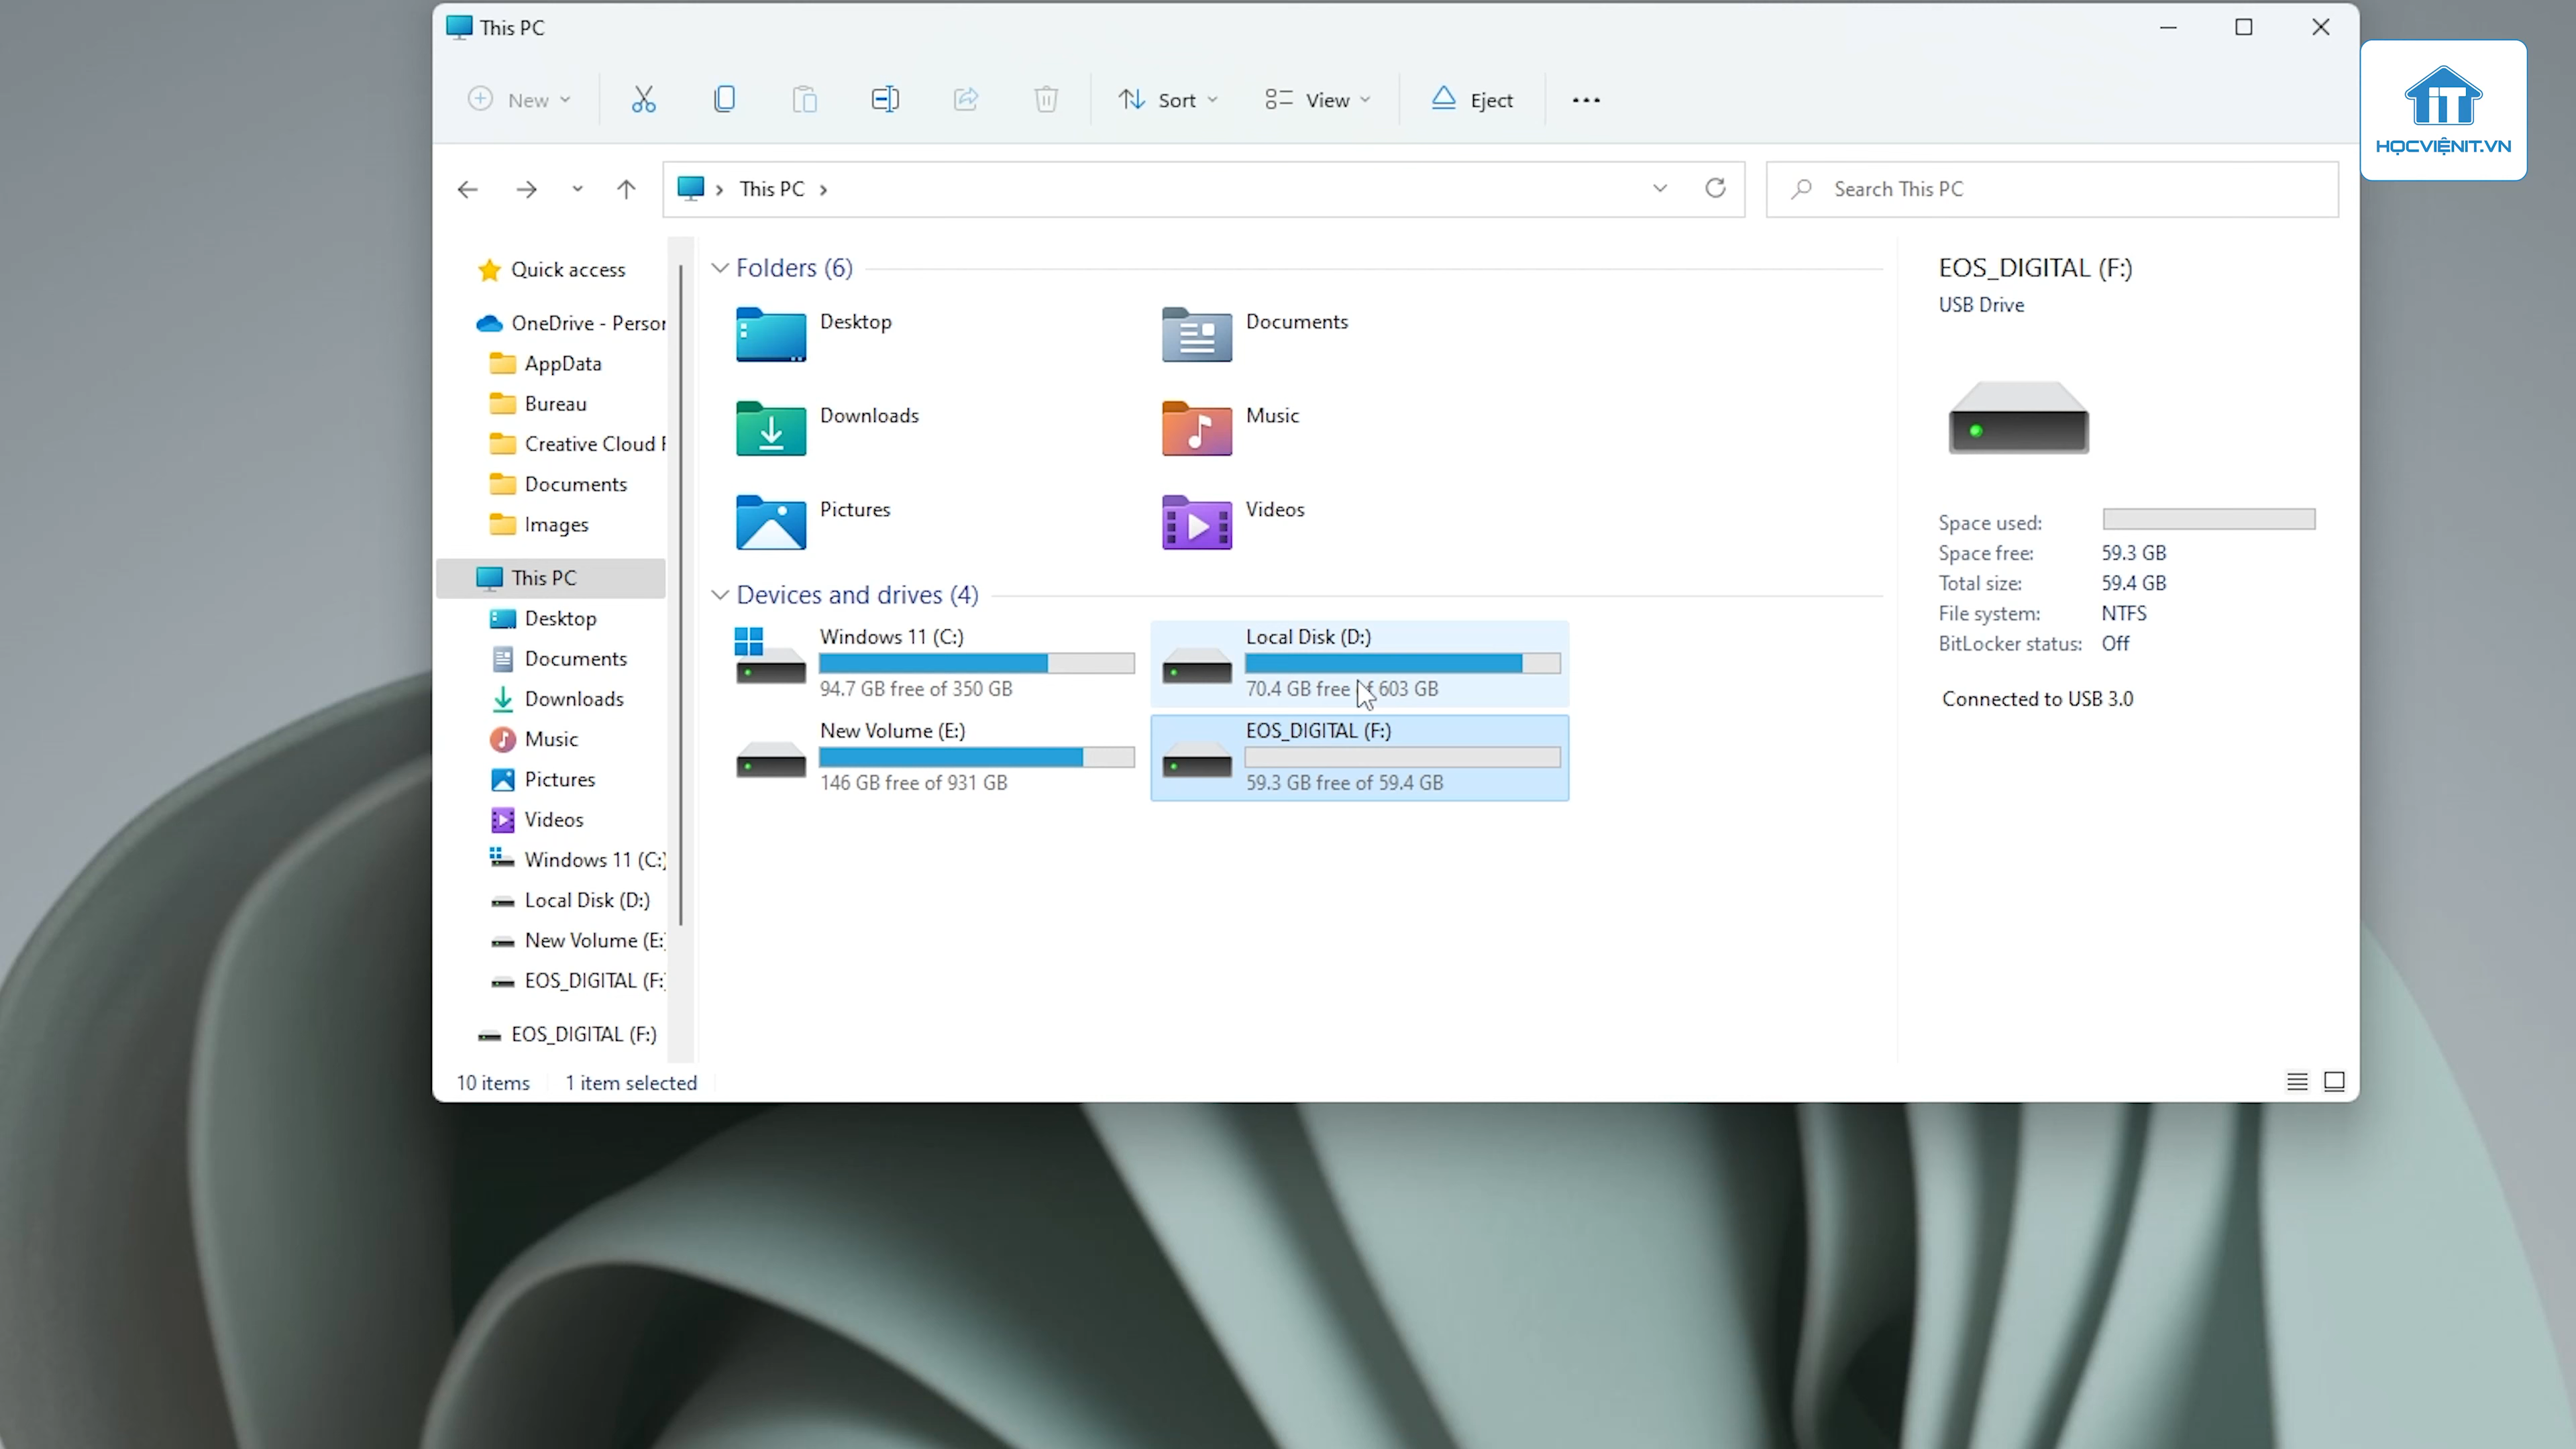 This PC
New
Sort
View
Eject
HỌCVIỆNIT.VN
This PC
Search This PC
Quick access
OneDrive - Person
AppData
Bureau
Creative Cloud F
Documents
Images
This PC
Desktop
Documents
Downloads
Music
Pictures
Videos
Windows 11 (C:)
Local Disk (D:)
New Volume (E:
EOS_DIGITAL (F:
EOS_DIGITAL (F:)
Folders (6)
Desktop
Documents
Downloads
Music
Pictures
Videos
Devices and drives (4)
Windows 11 (C:)
94.7 GB free of 350 GB
Local Disk (D:)
70.4 GB free of 603 GB
New Volume (E:)
146 GB free of 931 GB
EOS_DIGITAL (F:)
59.3 GB free of 59.4 GB
EOS_DIGITAL (F:)
USB Drive
Space used:
Space free: 59.3 GB
Total size: 59.4 GB
File system: NTFS
BitLocker status: Off
Connected to USB 3.0
10 items
1 item selected